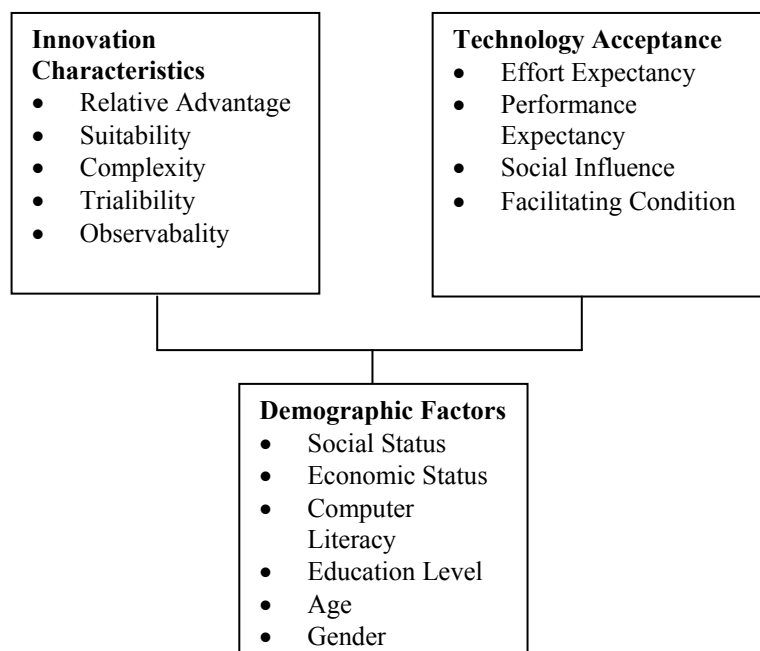 Innovation
Characteristics
• Relative Advantage
• Suitability
• Complexity
• Trialibility
• Observabality
Technology Acceptance
• Effort Expectancy
• Performance
Expectancy
• Social Influence
• Facilitating Condition
Demographic Factors
• Social Status
• Economic Status
• Computer
Literacy
• Education Level
• Age
• Gender